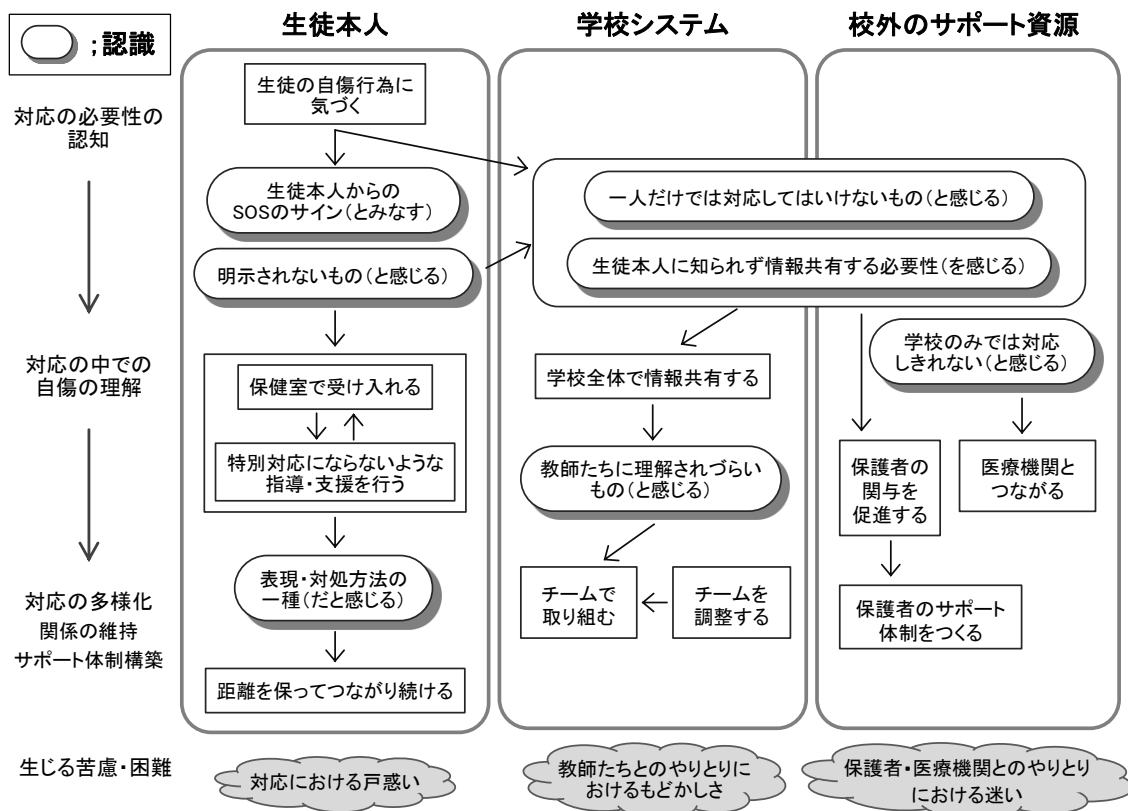 生徒本人
学校システム
校外のサポート資源
；認識
対応の必要性の
認知
対応の中での
自傷の理解
対応の多様化
関係の維持
サポート体制構築
生じる苦慮・困難
生徒の自傷行為に
気づく
生徒本人からの
SOSのサイン（とみなす）
明示されないもの（と感じる）
保健室で受け入れる
特別対応にならないような
指導・支援を行う
表現・対処方法の
一種（だと感じる）
距離を保ってつながり続ける
対応における戸惑い
一人だけでは対応してはいけないもの（と感じる）
生徒本人に知られず情報共有する必要性（を感じる）
学校全体で情報共有する
教師たちに理解されづらい
もの（と感じる）
チームで
取り組む
チームを
調整する
教師たちとのやりとりに
おけるもどかしさ
学校のみでは対応
しきれない（と感じる）
保護者の
関与を
促進する
医療機関と
つながる
保護者のサポート
体制をつくる
保護者・医療機関とのやりとり
における迷い